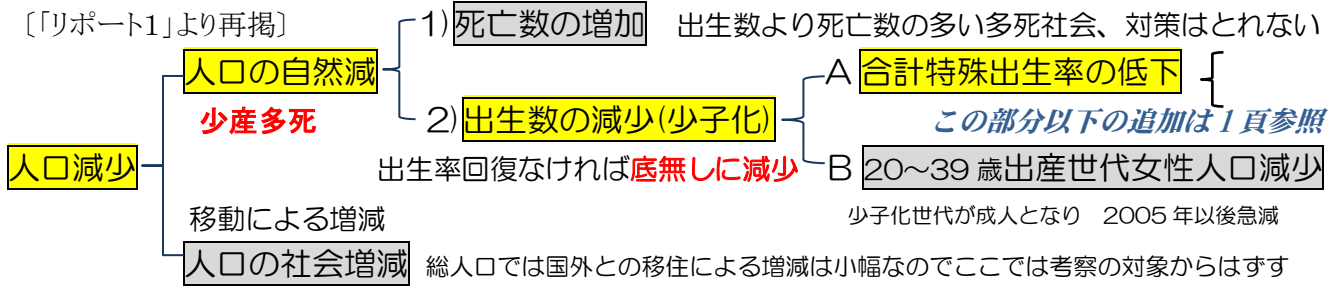 〔「リポート1」より再掲〕
1)死亡数の増加　出生数より死亡数の多い多死社会、対策はとれない
人口の自然減
A 合計特殊出生率の低下
少産多死
2)出生数の減少(少子化)
この部分以下の追加は1頁参照
人口減少
出生率回復なければ底無しに減少
B 20～39歳出産世代女性人口減少
移動による増減
少子化世代が成人となり　2005年以後急減
人口の社会増減　総人口では国外との移住による増減は小幅なのでここでは考察の対象からはずす